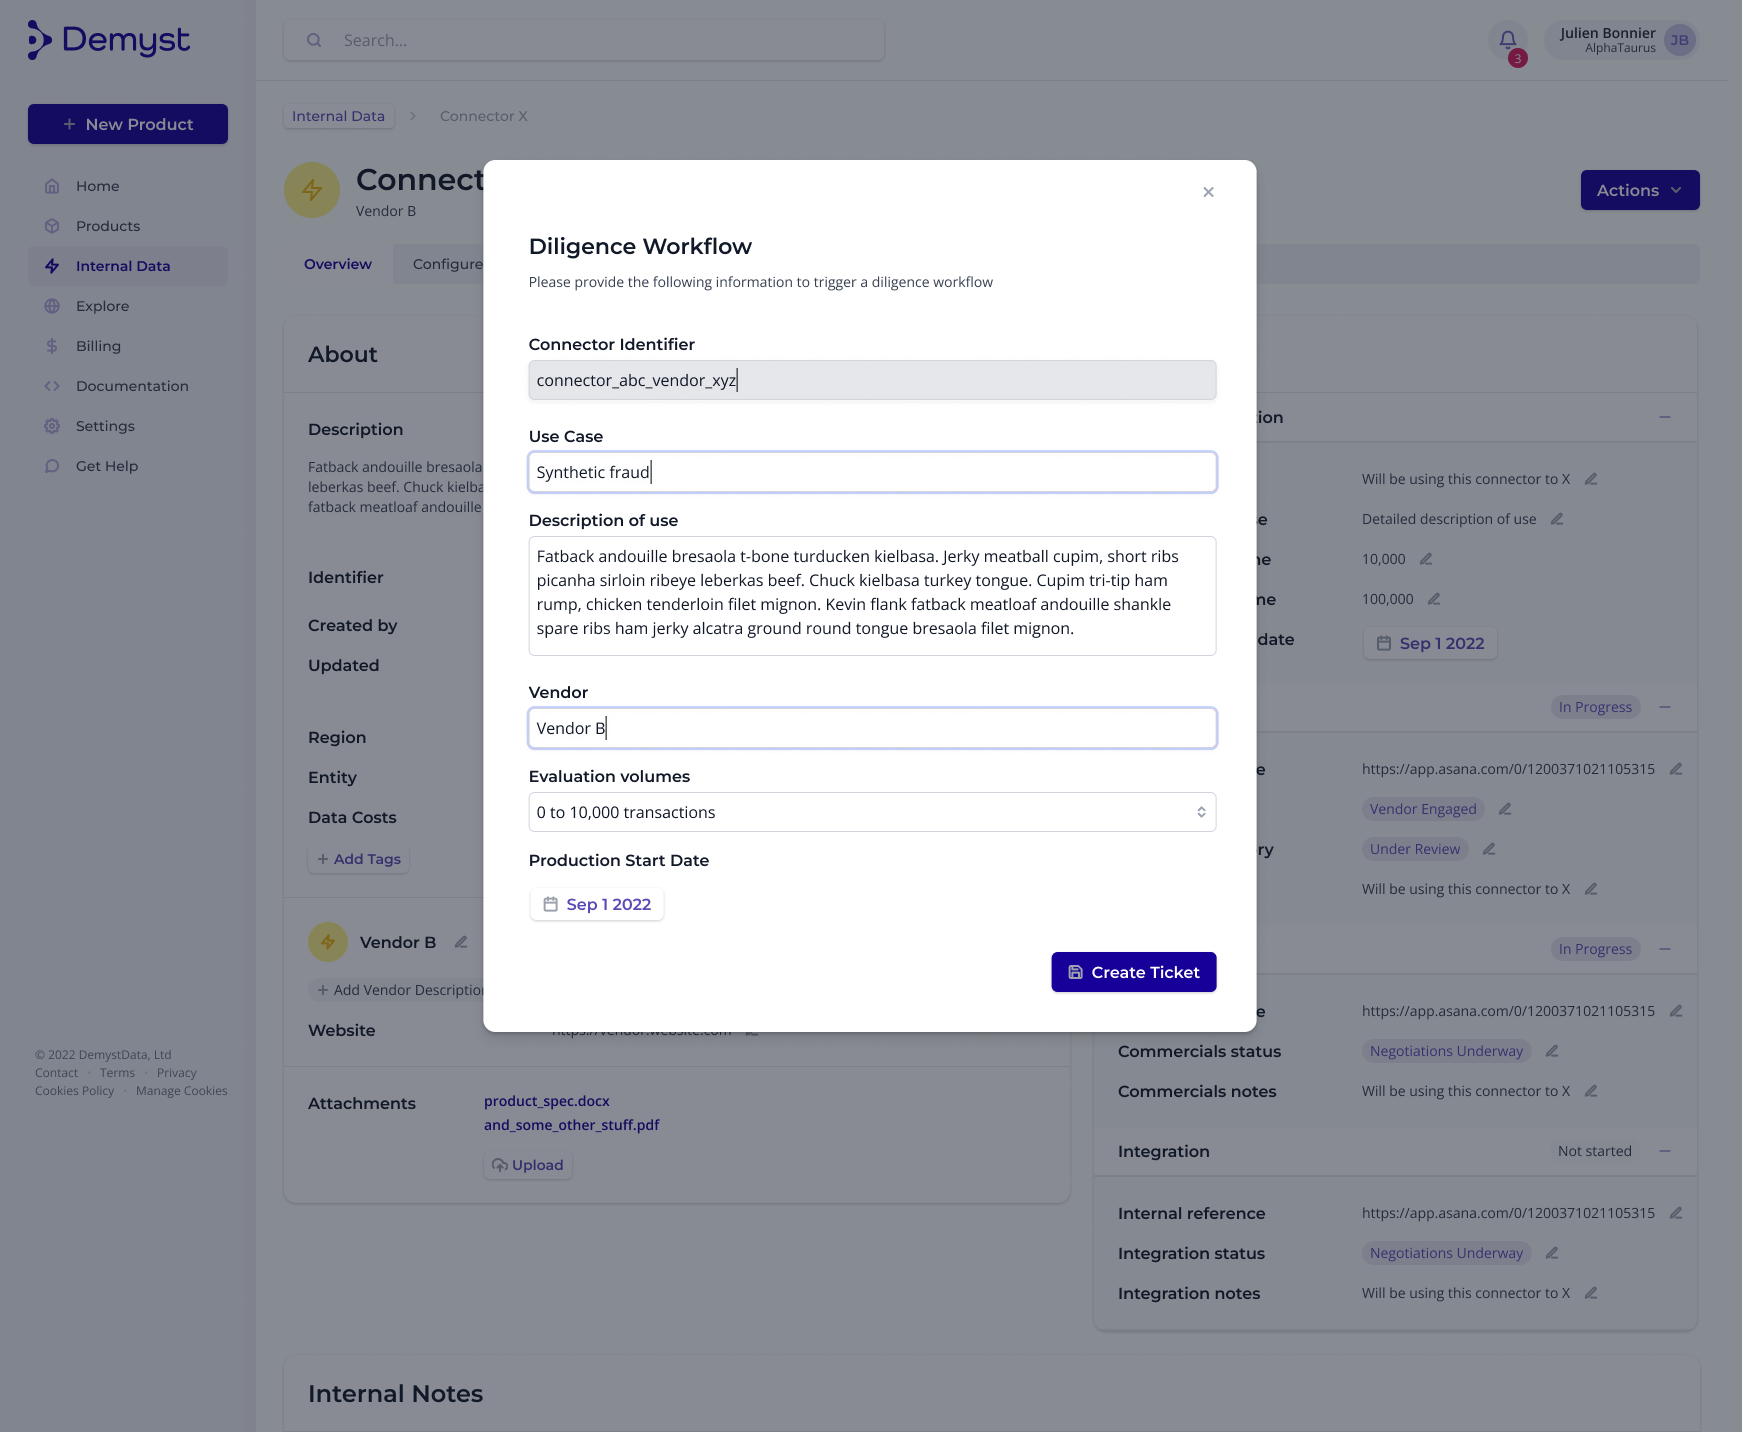 Demyst
Search...
3
Julien Bonnier
AlphaTaurus
JB
New Product
Home
Products
Internal Data
Explore
Billing
Documentation
Settings
Get Help
© 2022 DemystData, Ltd
Contact · Terms · Privacy
Cookies Policy · Manage Cookies
Internal Data > Connector X
Connect
Vendor B
Actions
Overview
Configure
About
Description
Fatback andouille bresaola
leberkas beef. Chuck kielba
fatback meatloaf andouille
Identifier
Created by
Updated
Region
Entity
Data Costs
+ Add Tags
Vendor B
+ Add Vendor Description
Website
https://vendor.website.com
Attachments
product_spec.docx
and_some_other_stuff.pdf
Upload
Diligence Workflow
Please provide the following information to trigger a diligence workflow
Connector Identifier
connector_abc_vendor_xyz
Use Case
Synthetic fraud
Description of use
Fatback andouille bresaola t-bone turducken kielbasa. Jerky meatball cupim, short ribs
picanha sirloin ribeye leberkas beef. Chuck kielbasa turkey tongue. Cupim tri-tip ham
rump, chicken tenderloin filet mignon. Kevin flank fatback meatloaf andouille shankle
spare ribs ham jerky alcatra ground round tongue bresaola filet mignon.
Vendor
Vendor B
Evaluation volumes
0 to 10,000 transactions
Production Start Date
Sep 1 2022
Create Ticket
ion
Will be using this connector to X
e Detailed description of use
ne 10,000
ne 100,000
date Sep 1 2022
In Progress
e https://app.asana.com/0/1200371021105315
Vendor Engaged
ry Under Review
Will be using this connector to X
In Progress
e https://app.asana.com/0/1200371021105315
Commercials status Negotiations Underway
Commercials notes Will be using this connector to X
Integration Not started
Internal reference https://app.asana.com/0/1200371021105315
Integration status Negotiations Underway
Integration notes Will be using this connector to X
Internal Notes